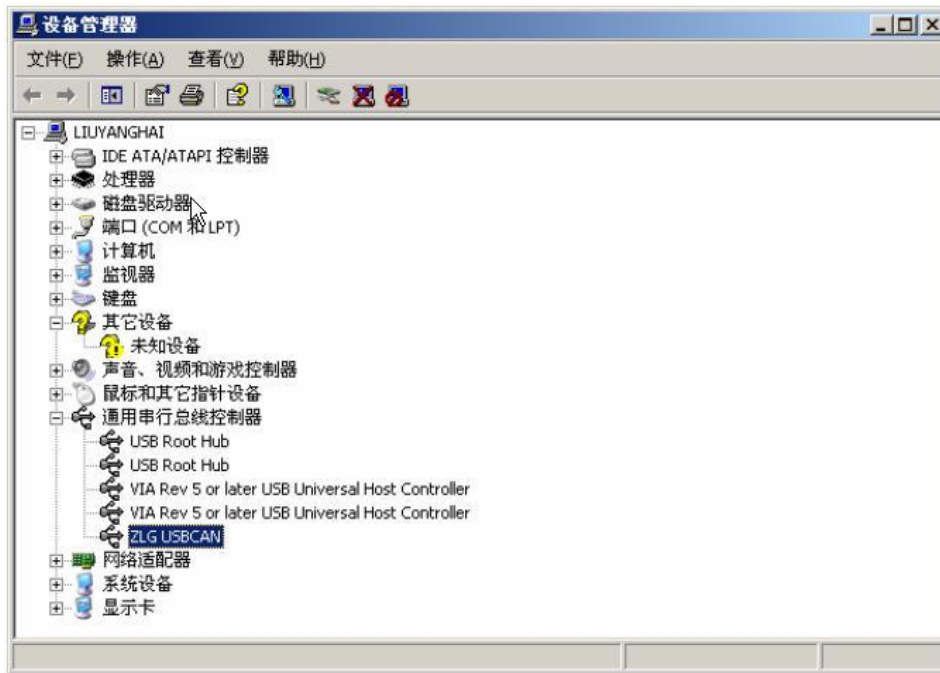 设备管理器
文件(F) 操作(A) 查看(V) 帮助(H)
LIUYANGHAI
IDE ATA/ATAPI 控制器
处理器
磁盘驱动器
端口 (COM 和 LPT)
计算机
监视器
键盘
其它设备
未知设备
声音、视频和游戏控制器
鼠标和其它指针设备
通用串行总线控制器
USB Root Hub
USB Root Hub
VIA Rev 5 or later USB Universal Host Controller
VIA Rev 5 or later USB Universal Host Controller
ZLG USBCAN
网络适配器
系统设备
显示卡